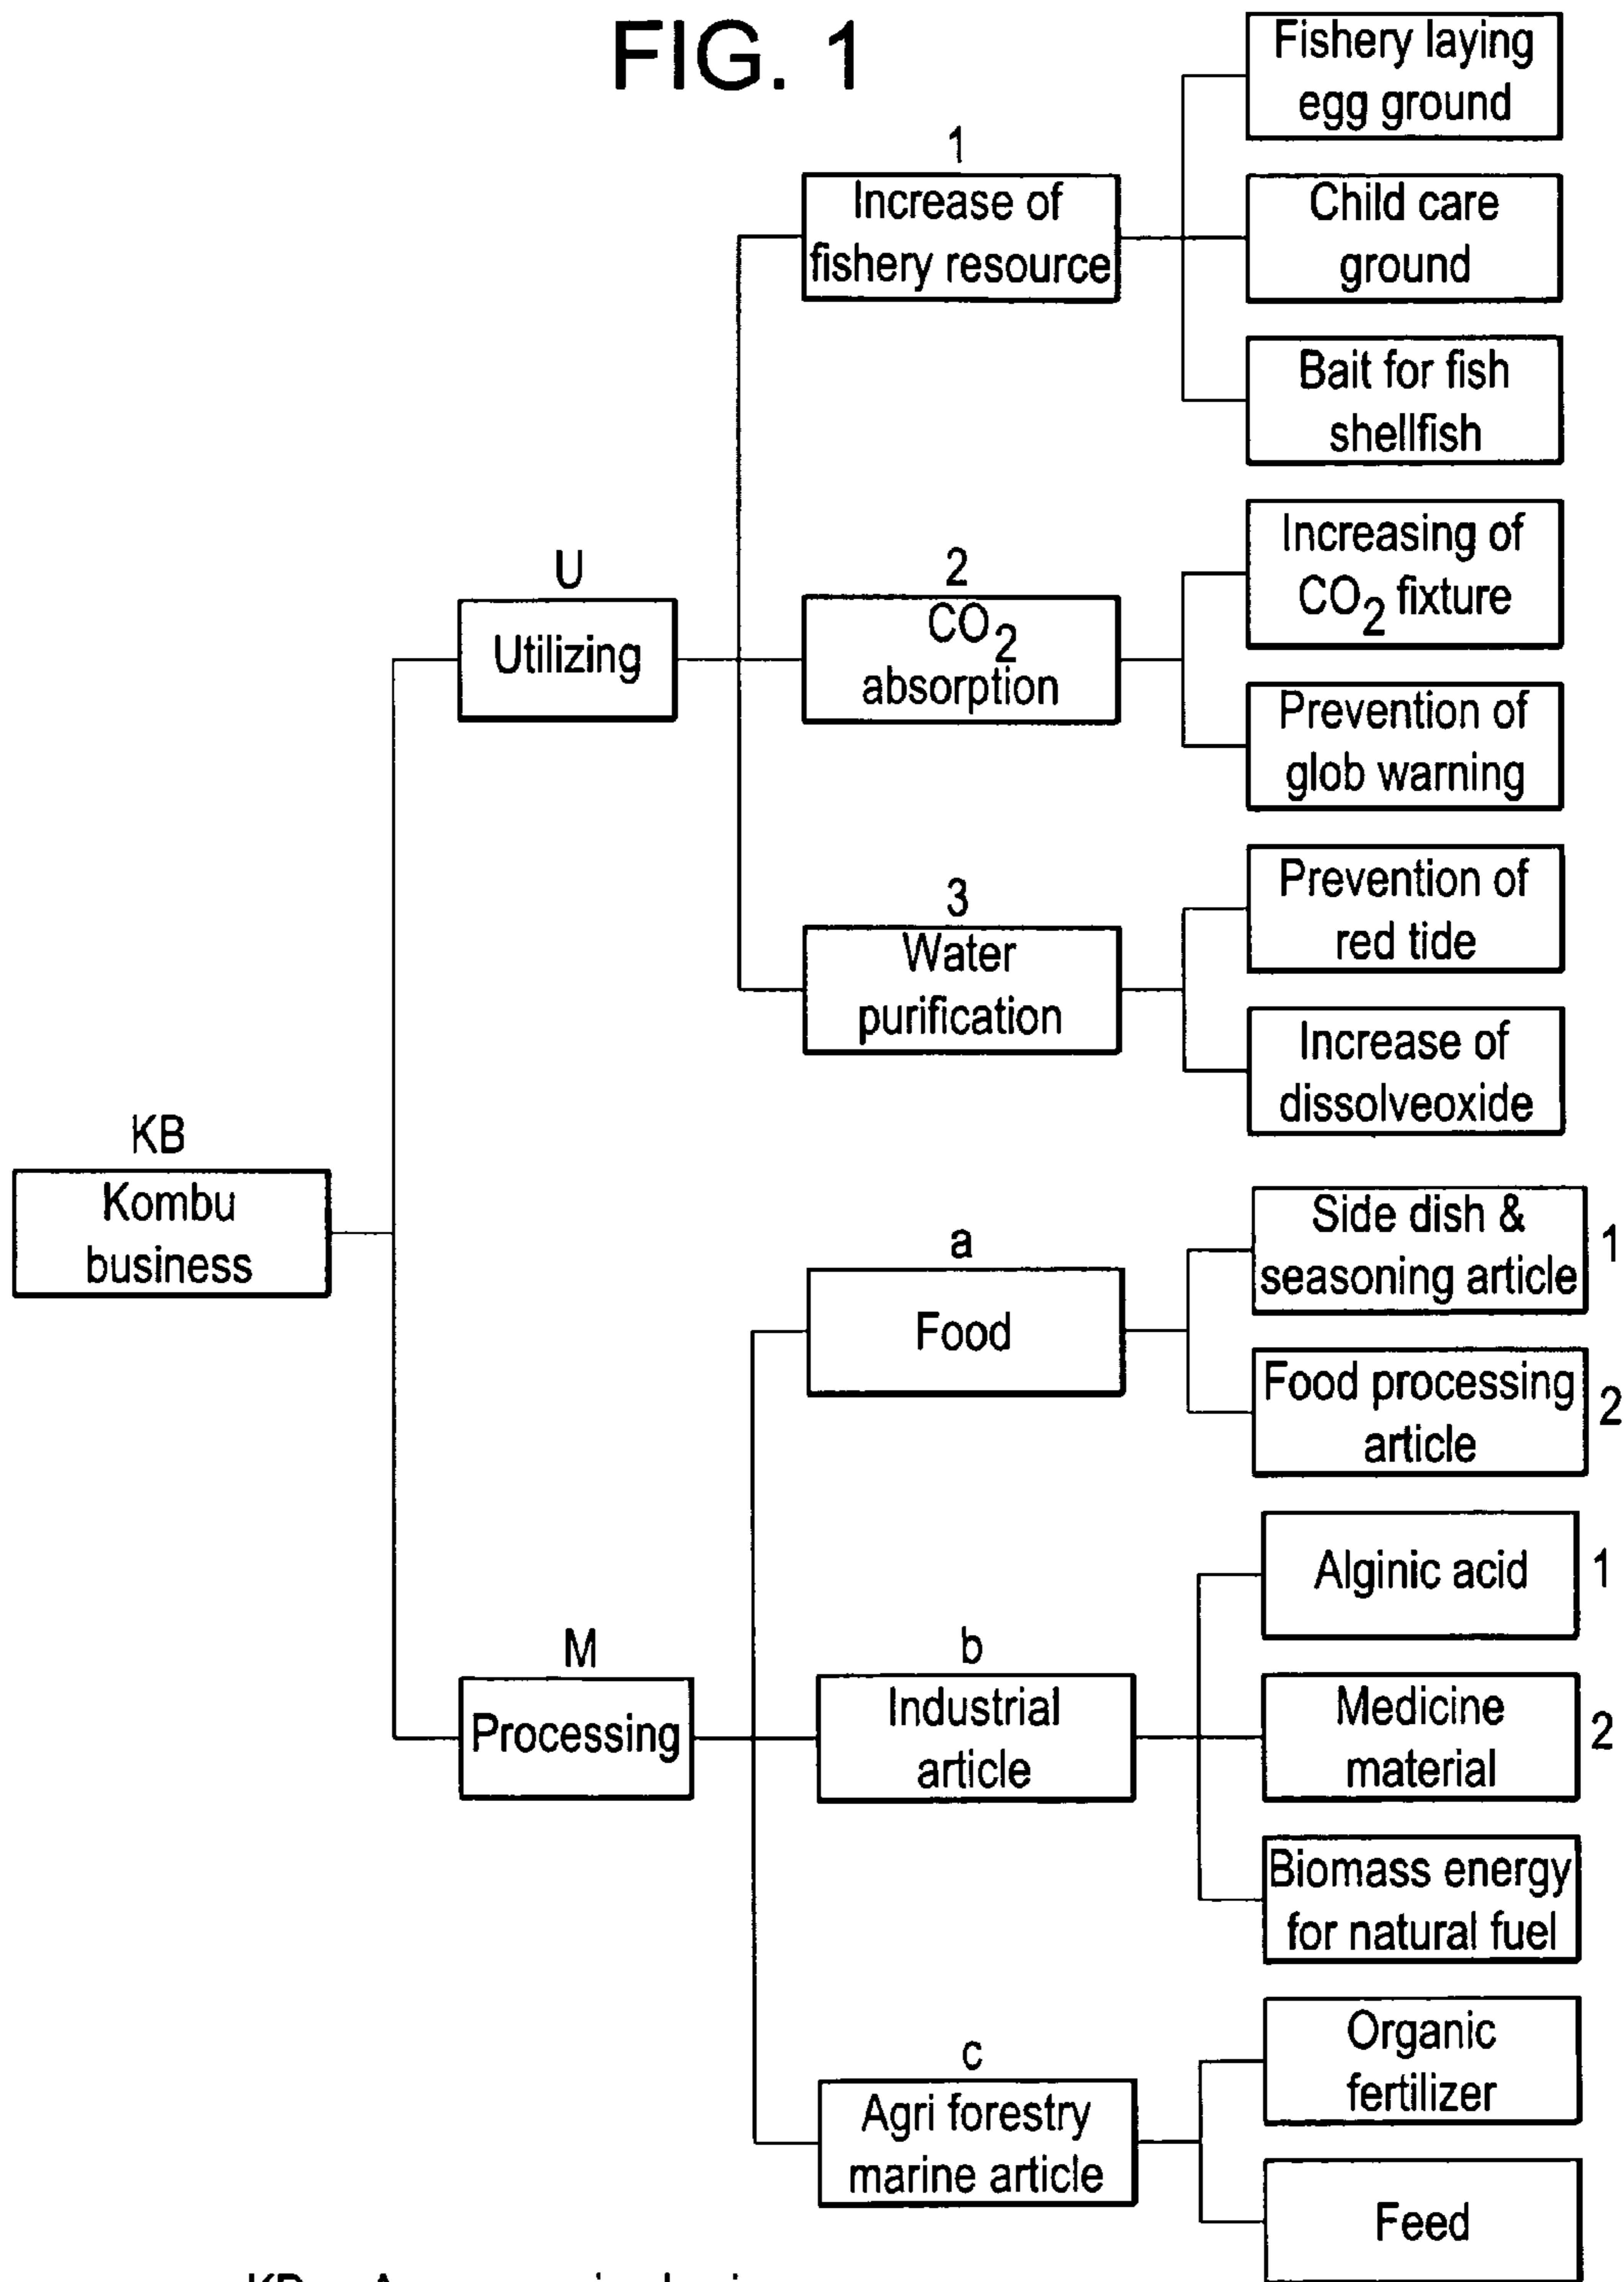 FIG. 1
Fishery laying
egg ground
1
Increase of
fishery resource
Child care
ground
Bait for fish
shellfish
U
Utilizing
2
CO2
absorption
Increasing of
CO2 fixture
Prevention of
glob warning
3
Water
purification
Prevention of
red tide
Increase of
dissolveoxide
KB
Kombu
business
a
Food
Side dish &
seasoning article
1
Food processing
article
2
M
Processing
b
Industrial
article
Alginic acid
1
Medicine
material
2
Biomass energy
for natural fuel
c
Agri forestry
marine article
Organic
fertilizer
Feed